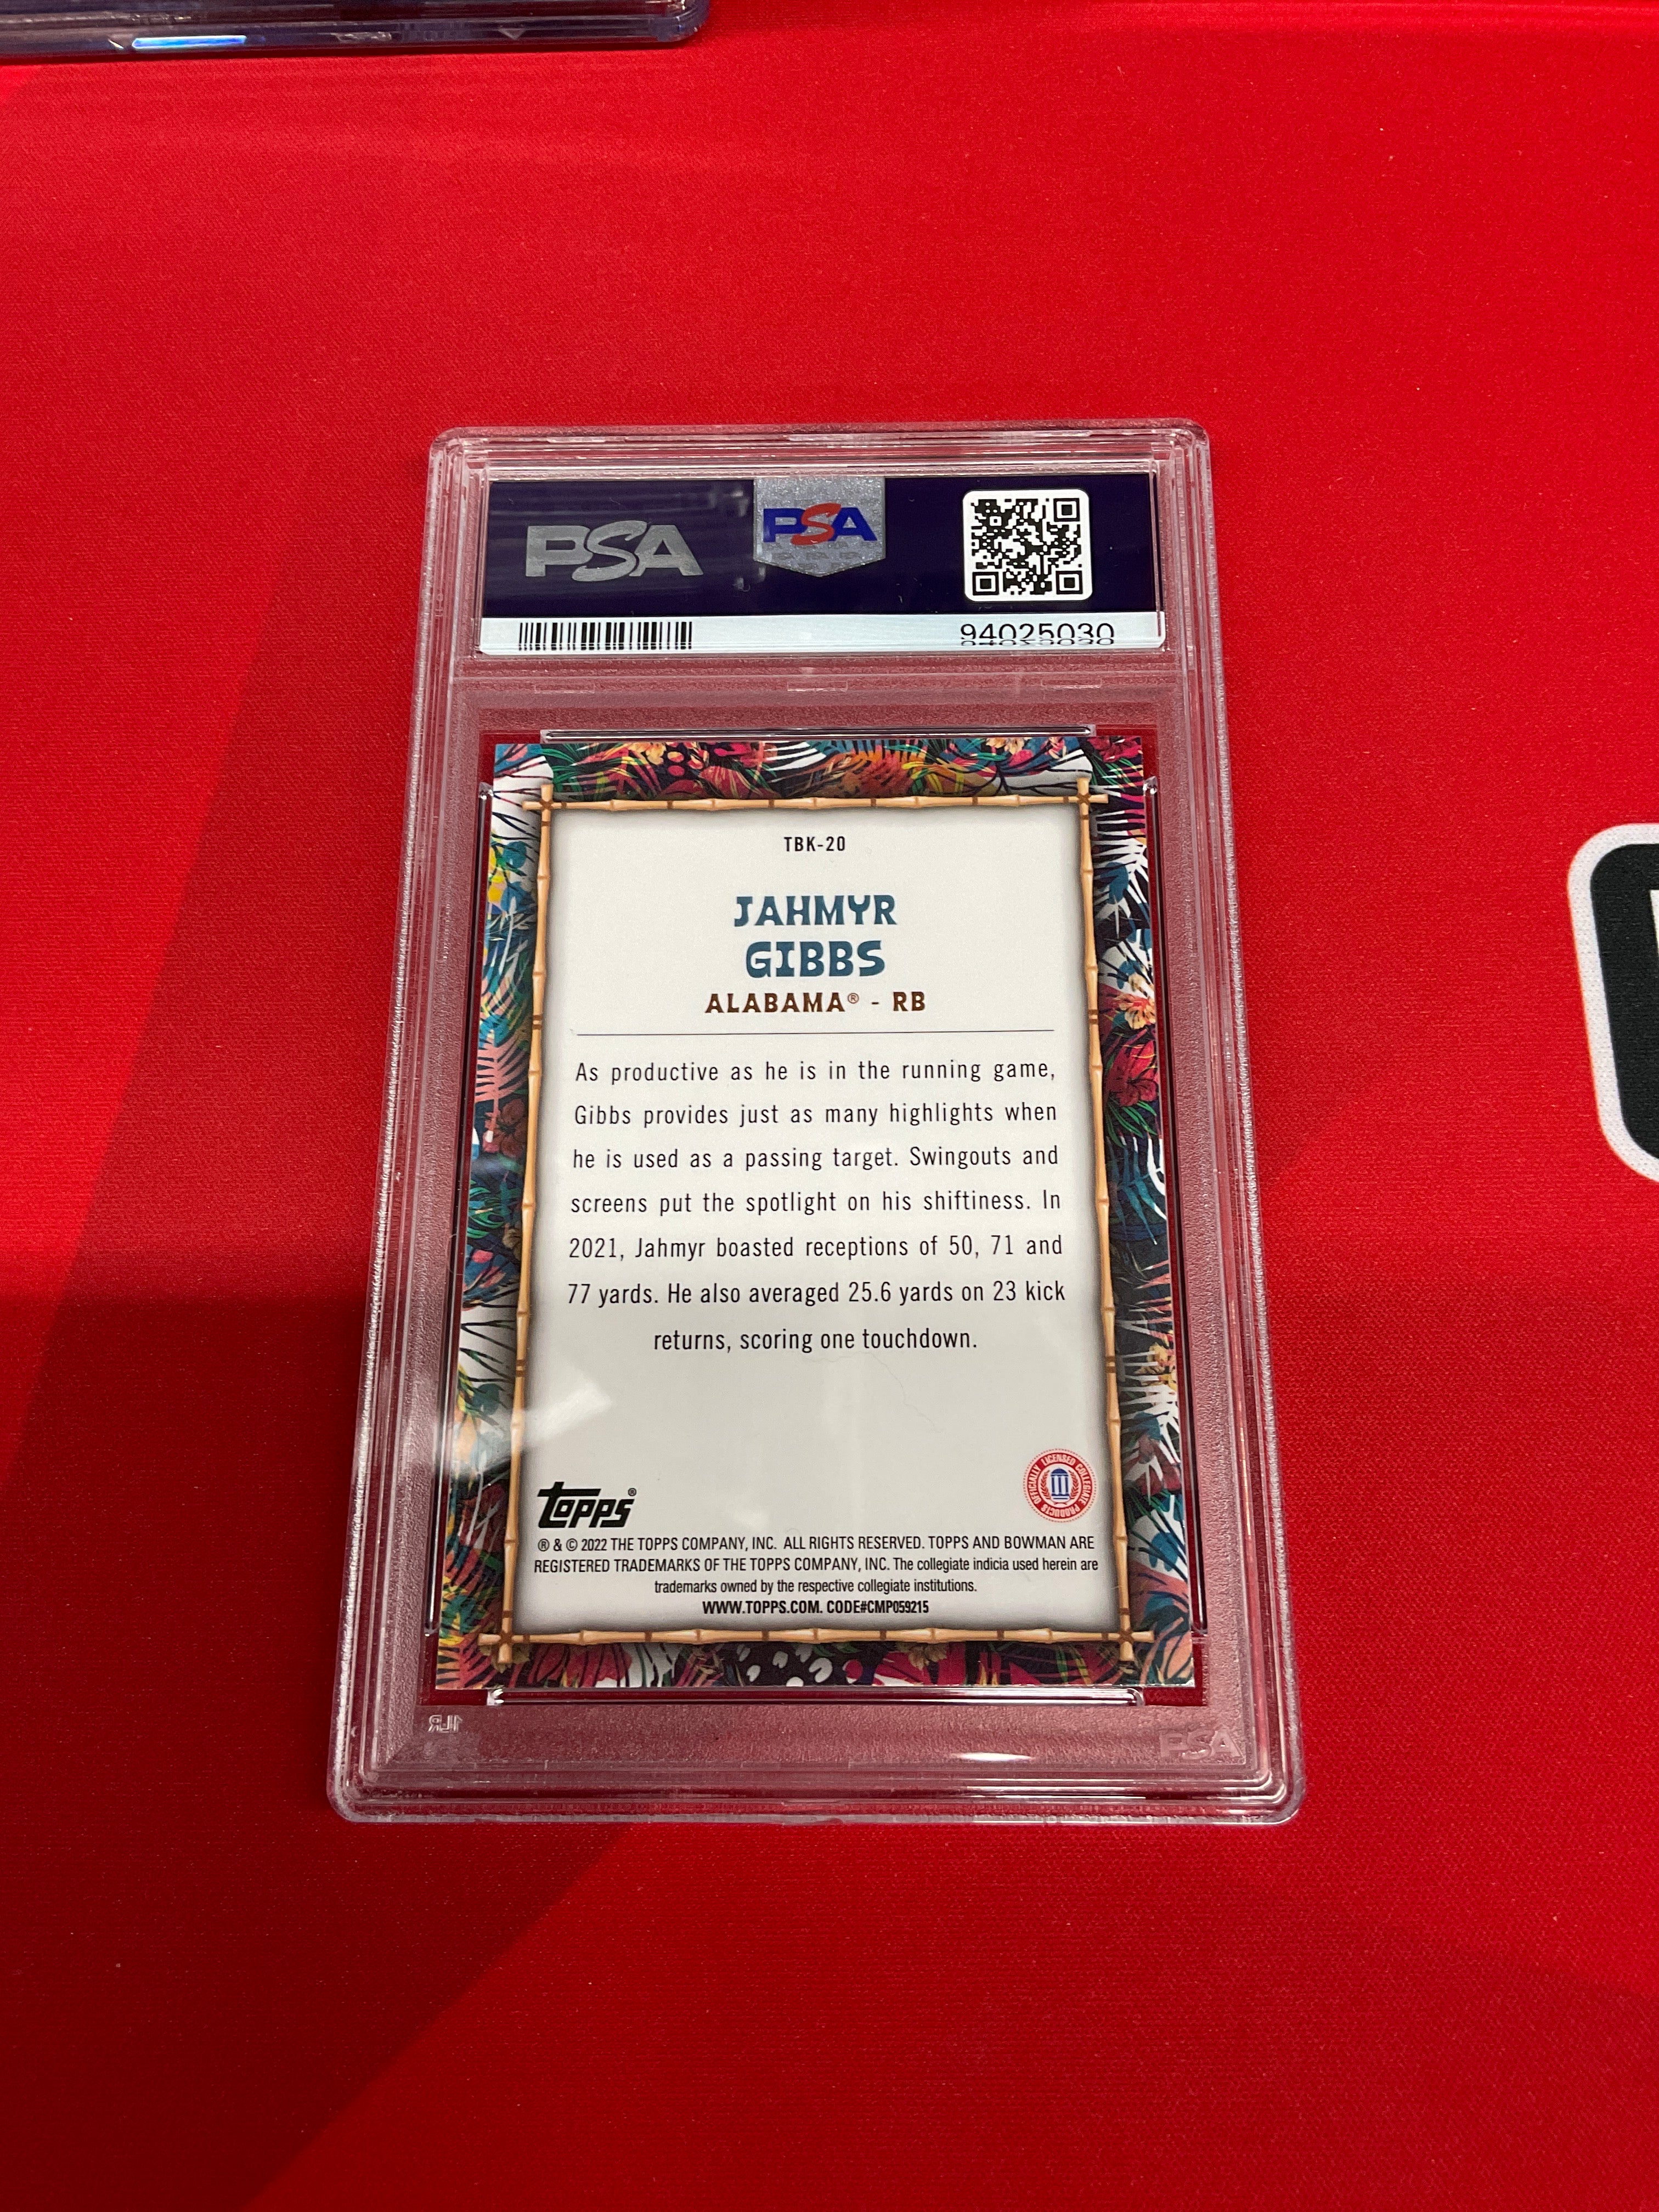 PSA
PSA
94025030
TBK-20
JAHMYR
GIBBS
ALABAMA® - RB
As productive as he is in the running game,
Gibbs provides just as many highlights when
he is used as a passing target. Swingouts and
screens put the spotlight on his shiftiness. In
2021, Jahmyr boasted receptions of 50, 71 and
77 yards. He also averaged 25.6 yards on 23 kick
returns, scoring one touchdown.
OFFICIALLY LICENSED COLLEGIATE PRODUCTS
topps®
® & © 2022 THE TOPPS COMPANY, INC. ALL RIGHTS RESERVED. TOPPS AND BOWMAN ARE
REGISTERED TRADEMARKS OF THE TOPPS COMPANY, INC. The collegiate indicia used herein are
trademarks owned by the respective collegiate institutions.
WWW.TOPPS.COM. CODE#CMP059215
1LR
PSA